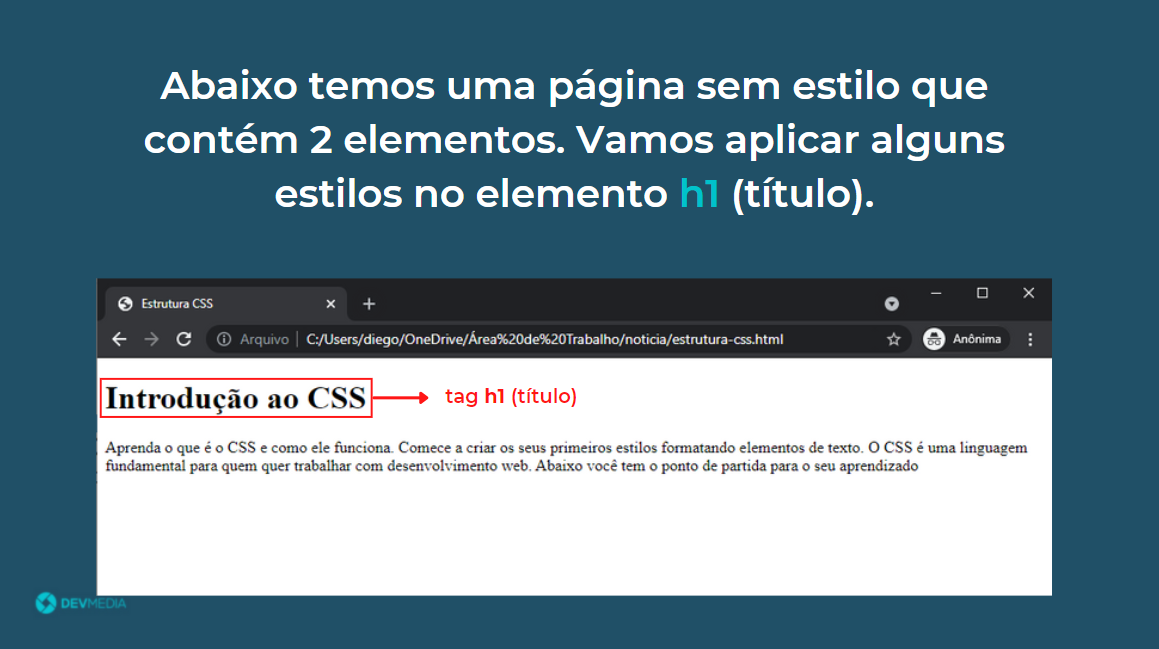 Abaixo temos uma página sem estilo que
contém 2 elementos. Vamos aplicar alguns
estilos no elemento h1 (título).
Estrutura CSS
Arquivo C:/Users/diego/OneDrive/Área%20de%20Trabalho/noticia/estrutura-css.html
Anônima
Introdução ao CSS
tag h1 (título)
Aprenda o que é o CSS e como ele funciona. Comece a criar os seus primeiros estilos formatando elementos de texto. O CSS é uma linguagem
fundamental para quem quer trabalhar com desenvolvimento web. Abaixo você tem o ponto de partida para o seu aprendizado
DEVMEDIA